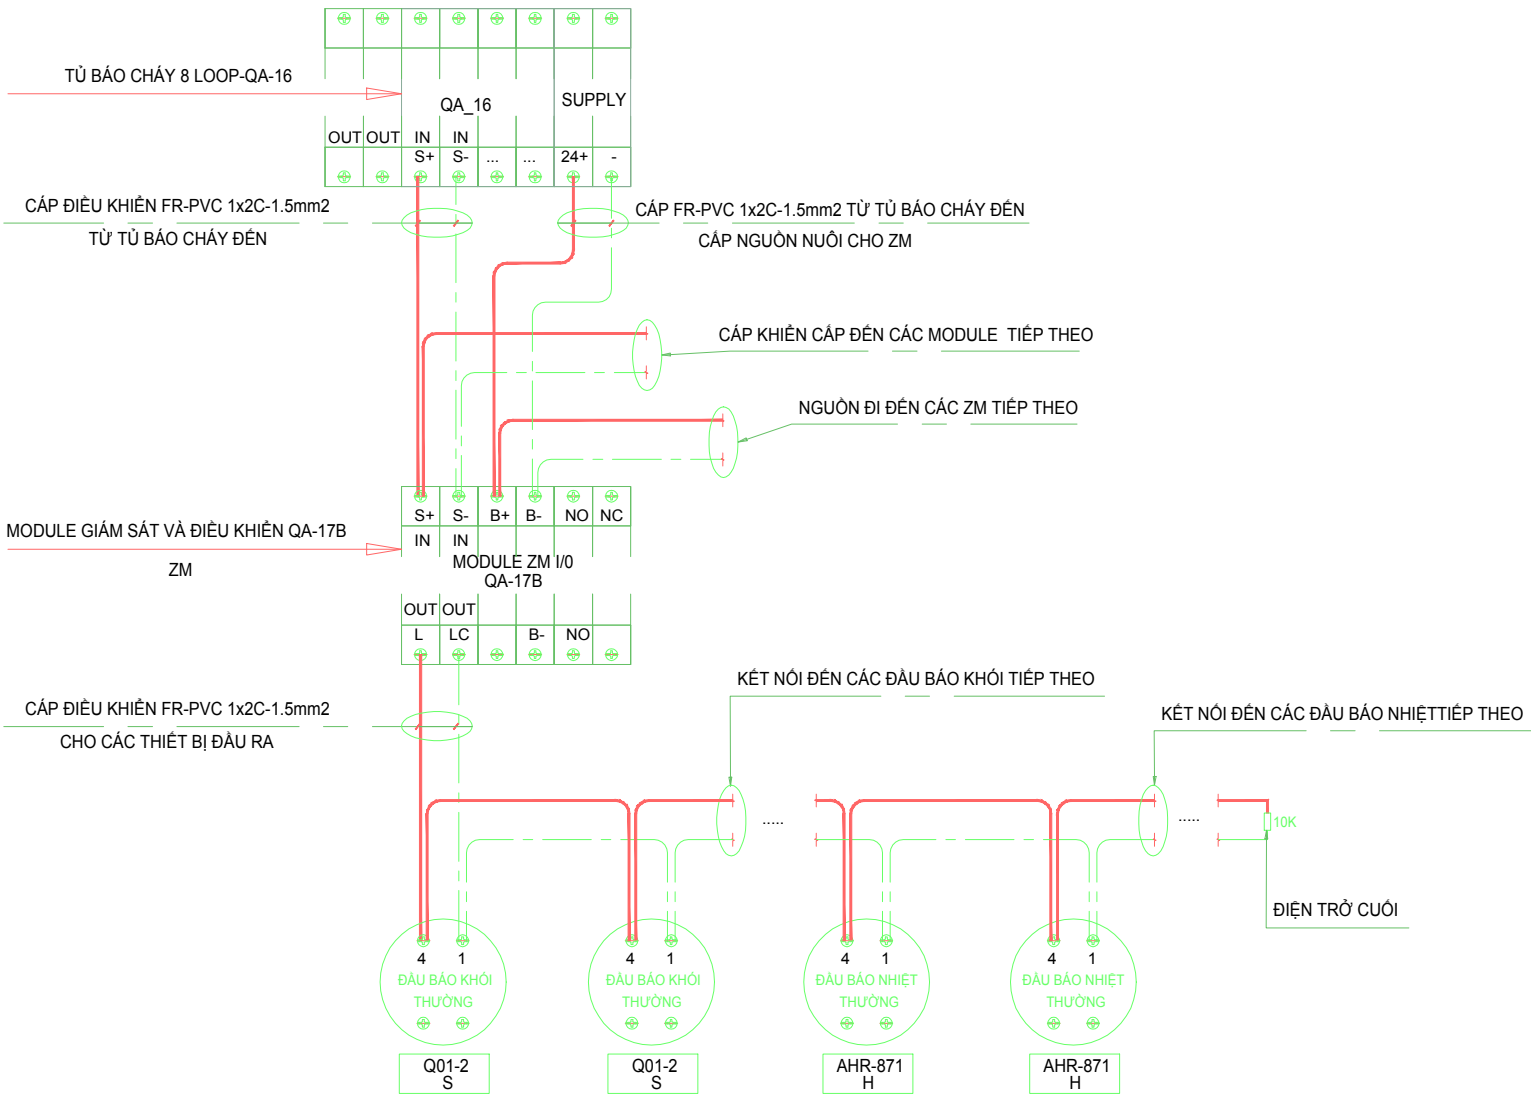 TỦ BÁO CHÁY 8 LOOP-QA-16
QA_16
SUPPLY
OUT OUT IN IN
S+ S- ... ... 24+ -
CÁP ĐIỀU KHIỂN FR-PVC 1x2C-1.5mm2
TỪ TỦ BÁO CHÁY ĐẾN
CÁP FR-PVC 1x2C-1.5mm2 TỪ TỦ BÁO CHÁY ĐẾN
CẤP NGUỒN NUÔI CHO ZM
CÁP KHIỂN CẤP ĐẾN CÁC MODULE TIẾP THEO
NGUỒN ĐI ĐẾN CÁC ZM TIẾP THEO
S+ S- B+ B- NO NC
MODULE GIÁM SÁT VÀ ĐIỀU KHIỂN QA-17B
ZM
IN IN
MODULE ZM I/0
QA-17B
OUT OUT
L LC B- NO
KẾT NỐI ĐẾN CÁC ĐẦU BÁO KHÓI TIẾP THEO
CÁP ĐIỀU KHIỂN FR-PVC 1x2C-1.5mm2
CHO CÁC THIẾT BỊ ĐẦU RA
KẾT NỐI ĐẾN CÁC ĐẦU BÁO NHIỆTTIẾP THEO
.....
.....
10K
ĐIỆN TRỞ CUỐI
4 1
ĐẦU BÁO KHÓI
THƯỜNG
4 1
ĐẦU BÁO KHÓI
THƯỜNG
4 1
ĐẦU BÁO NHIỆT
THƯỜNG
4 1
ĐẦU BÁO NHIỆT
THƯỜNG
Q01-2
S
Q01-2
S
AHR-871
H
AHR-871
H